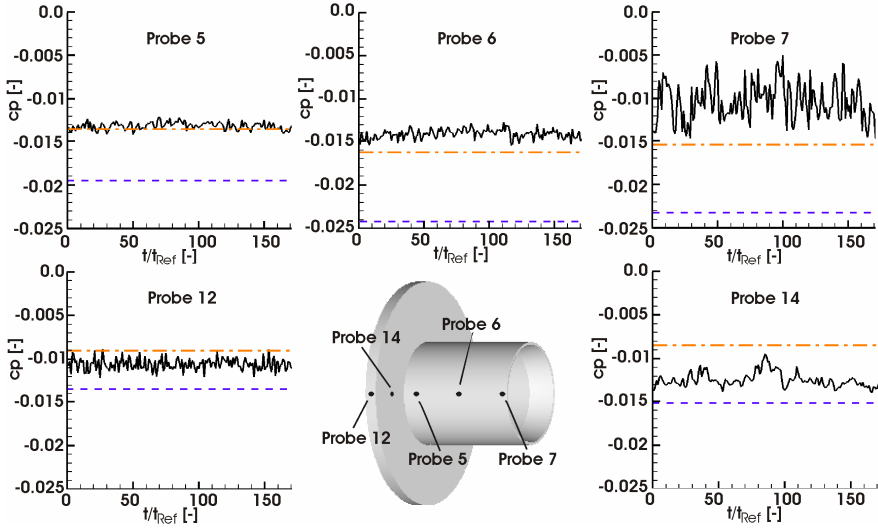 0.0
-0.005
-0.01
-0.015
-0.02
-0.025
cp [-]
Probe 5
0 50 100 150
t/tRef [-]
0.0
-0.005
-0.01
-0.015
-0.02
-0.025
cp [-]
Probe 6
0 50 100 150
t/tRef [-]
0.0
-0.005
-0.01
-0.015
-0.02
-0.025
cp [-]
Probe 7
0 50 100 150
t/tRef [-]
0.0
-0.005
-0.01
-0.015
-0.02
-0.025
cp [-]
Probe 12
0 50 100 150
t/tRef [-]
Probe 14
Probe 6
Probe 12
Probe 5
Probe 7
0.0
-0.005
-0.01
-0.015
-0.02
-0.025
cp [-]
Probe 14
0 50 100 150
t/tRef [-]